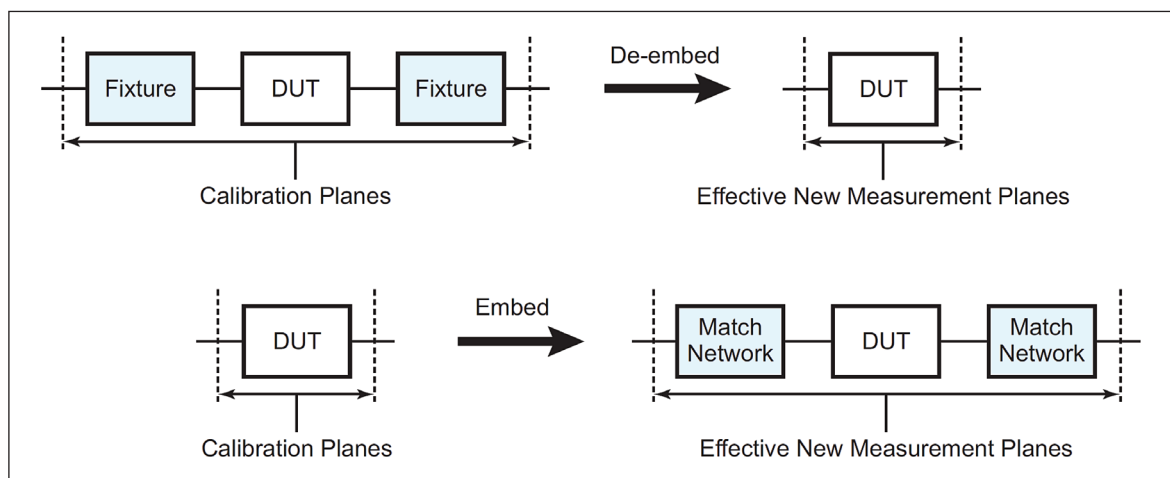 De-embed
Fixture DUT Fixture DUT
Calibration Planes Effective New Measurement Planes
Embed
DUT Match Network DUT Match Network
Calibration Planes Effective New Measurement Planes